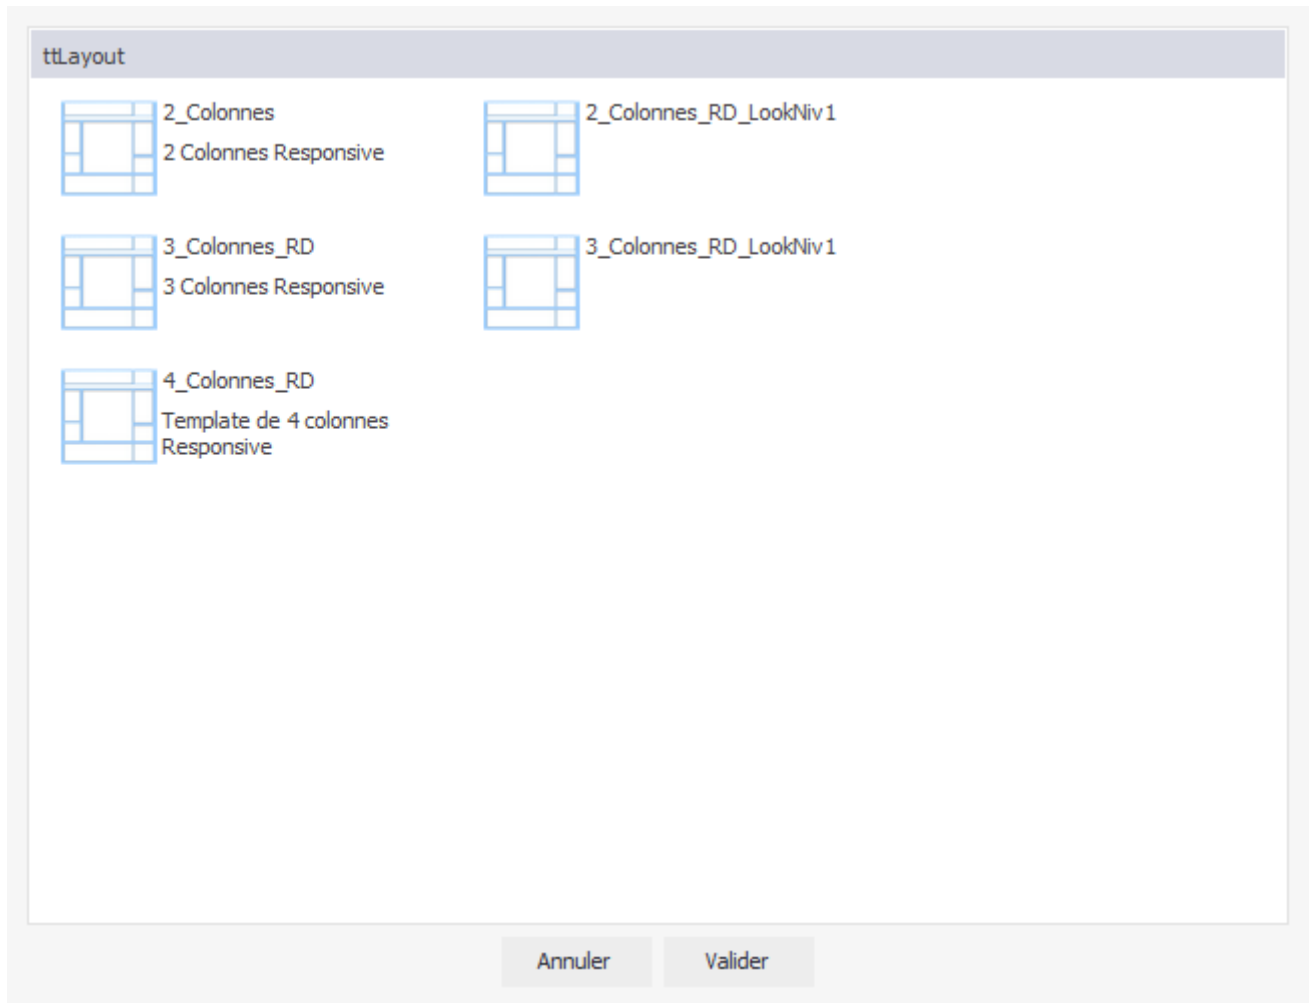 ttLayout
2_Colonnes
2 Colonnes Responsive
2_Colonnes_RD_LookNiv1
3_Colonnes_RD
3 Colonnes Responsive
3_Colonnes_RD_LookNiv1
4_Colonnes_RD
Template de 4 colonnes
Responsive
Annuler
Valider